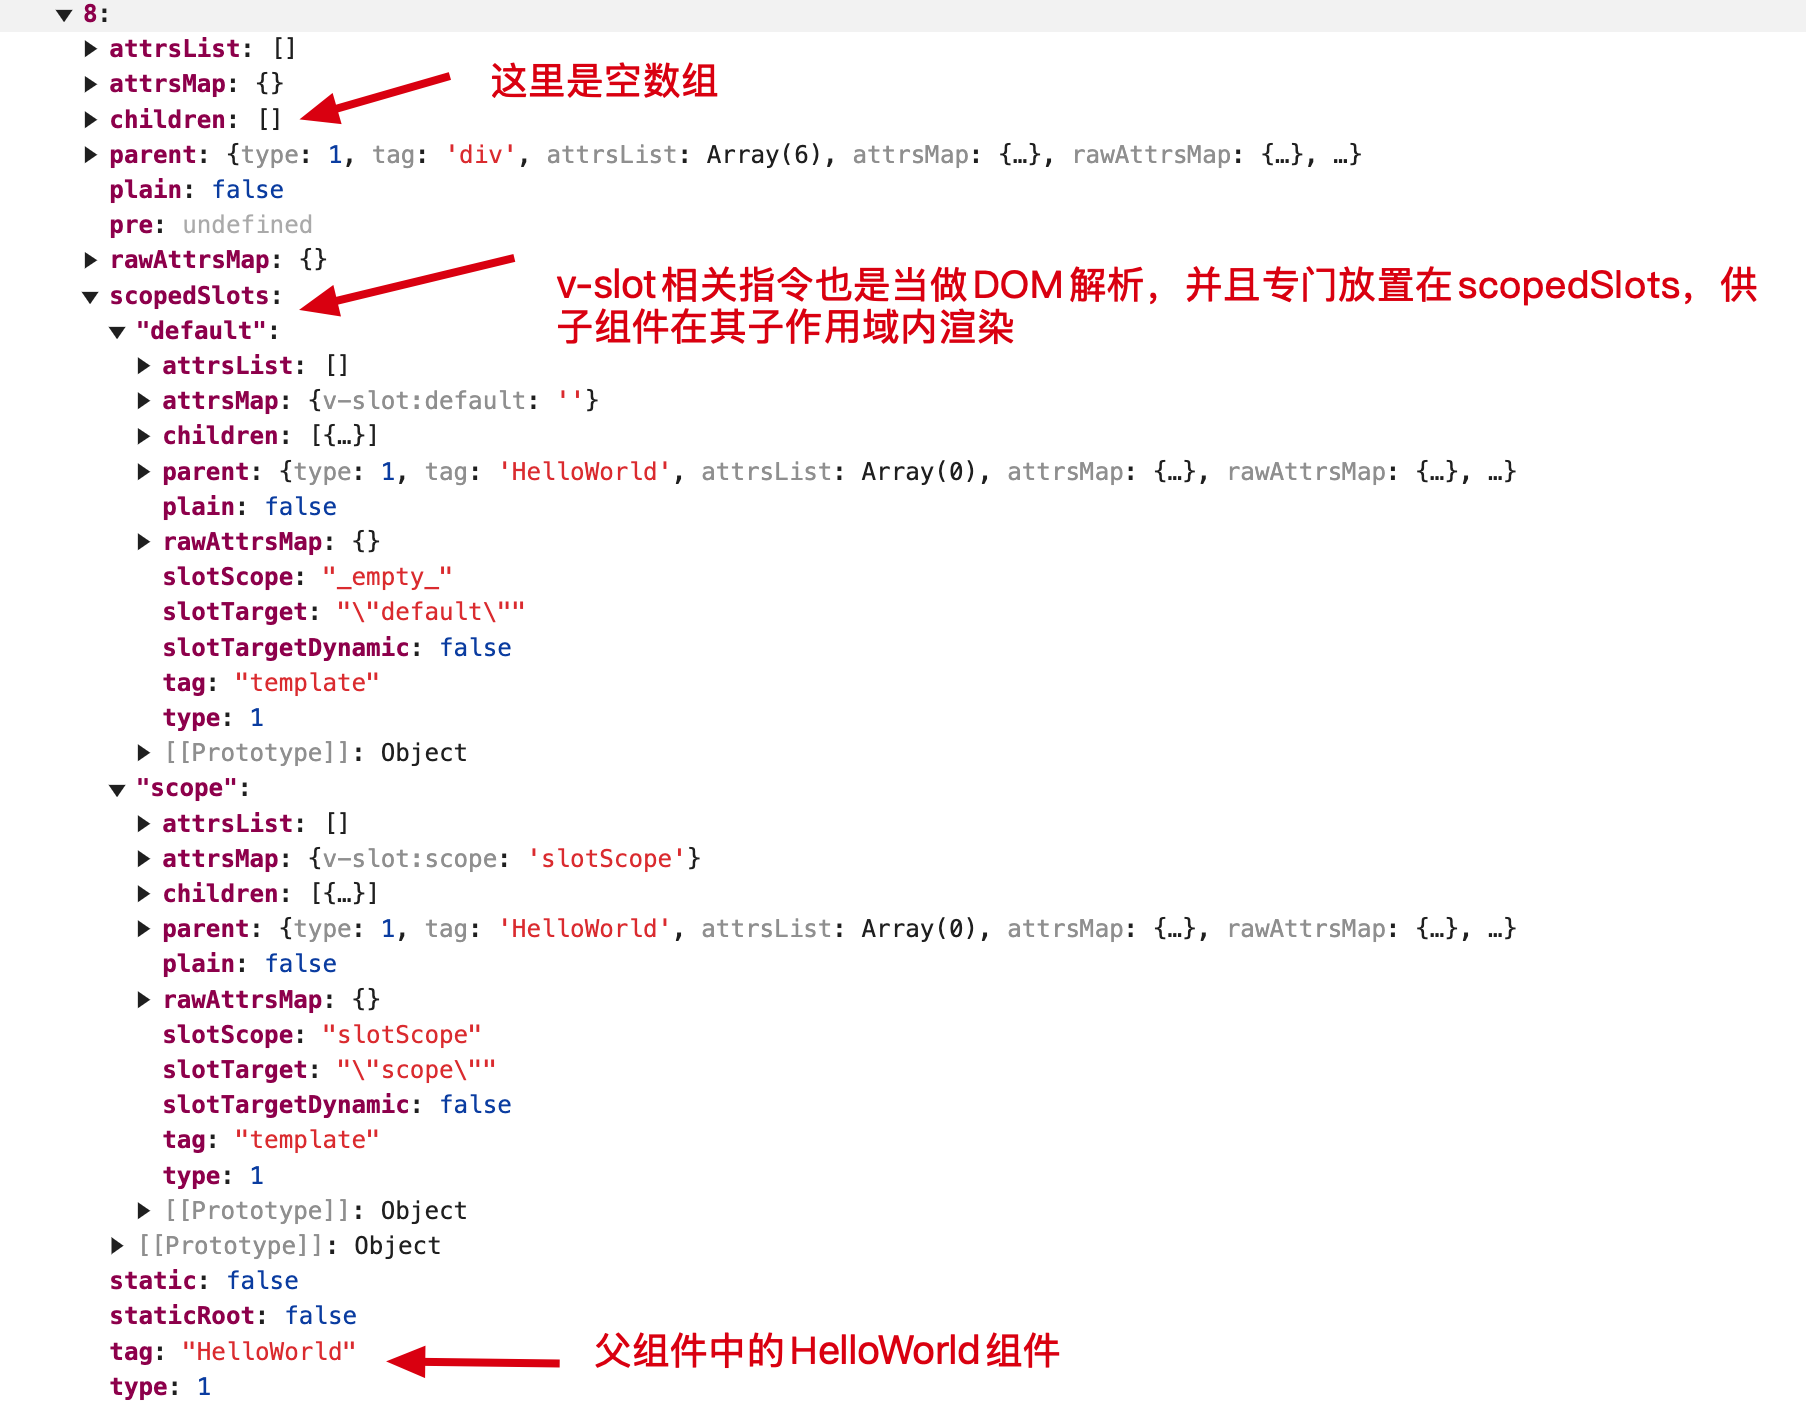 ▼ 8:
▶ attrsList: []
▶ attrsMap: {}
这里是空数组
▶ children: []
▶ parent: {type: 1, tag: 'div', attrsList: Array(6), attrsMap: {…}, rawAttrsMap: {…}, …}
plain: false
pre: undefined
▶ rawAttrsMap: {}
▼ scopedSlots:
v-slot相关指令也是当做DOM解析，并且专门放置在scopedSlots，供
子组件在其子作用域内渲染
▼ "default":
▶ attrsList: []
▶ attrsMap: {v-slot:default: ''}
▶ children: [{…}]
▶ parent: {type: 1, tag: 'HelloWorld', attrsList: Array(0), attrsMap: {…}, rawAttrsMap: {…}, …}
plain: false
▶ rawAttrsMap: {}
slotScope: "_empty_"
slotTarget: "\"default\""
slotTargetDynamic: false
tag: "template"
type: 1
▶ [[Prototype]]: Object
▼ "scope":
▶ attrsList: []
▶ attrsMap: {v-slot:scope: 'slotScope'}
▶ children: [{…}]
▶ parent: {type: 1, tag: 'HelloWorld', attrsList: Array(0), attrsMap: {…}, rawAttrsMap: {…}, …}
plain: false
▶ rawAttrsMap: {}
slotScope: "slotScope"
slotTarget: "\"scope\""
slotTargetDynamic: false
tag: "template"
type: 1
▶ [[Prototype]]: Object
▶ [[Prototype]]: Object
static: false
staticRoot: false
tag: "HelloWorld"
父组件中的HelloWorld组件
type: 1